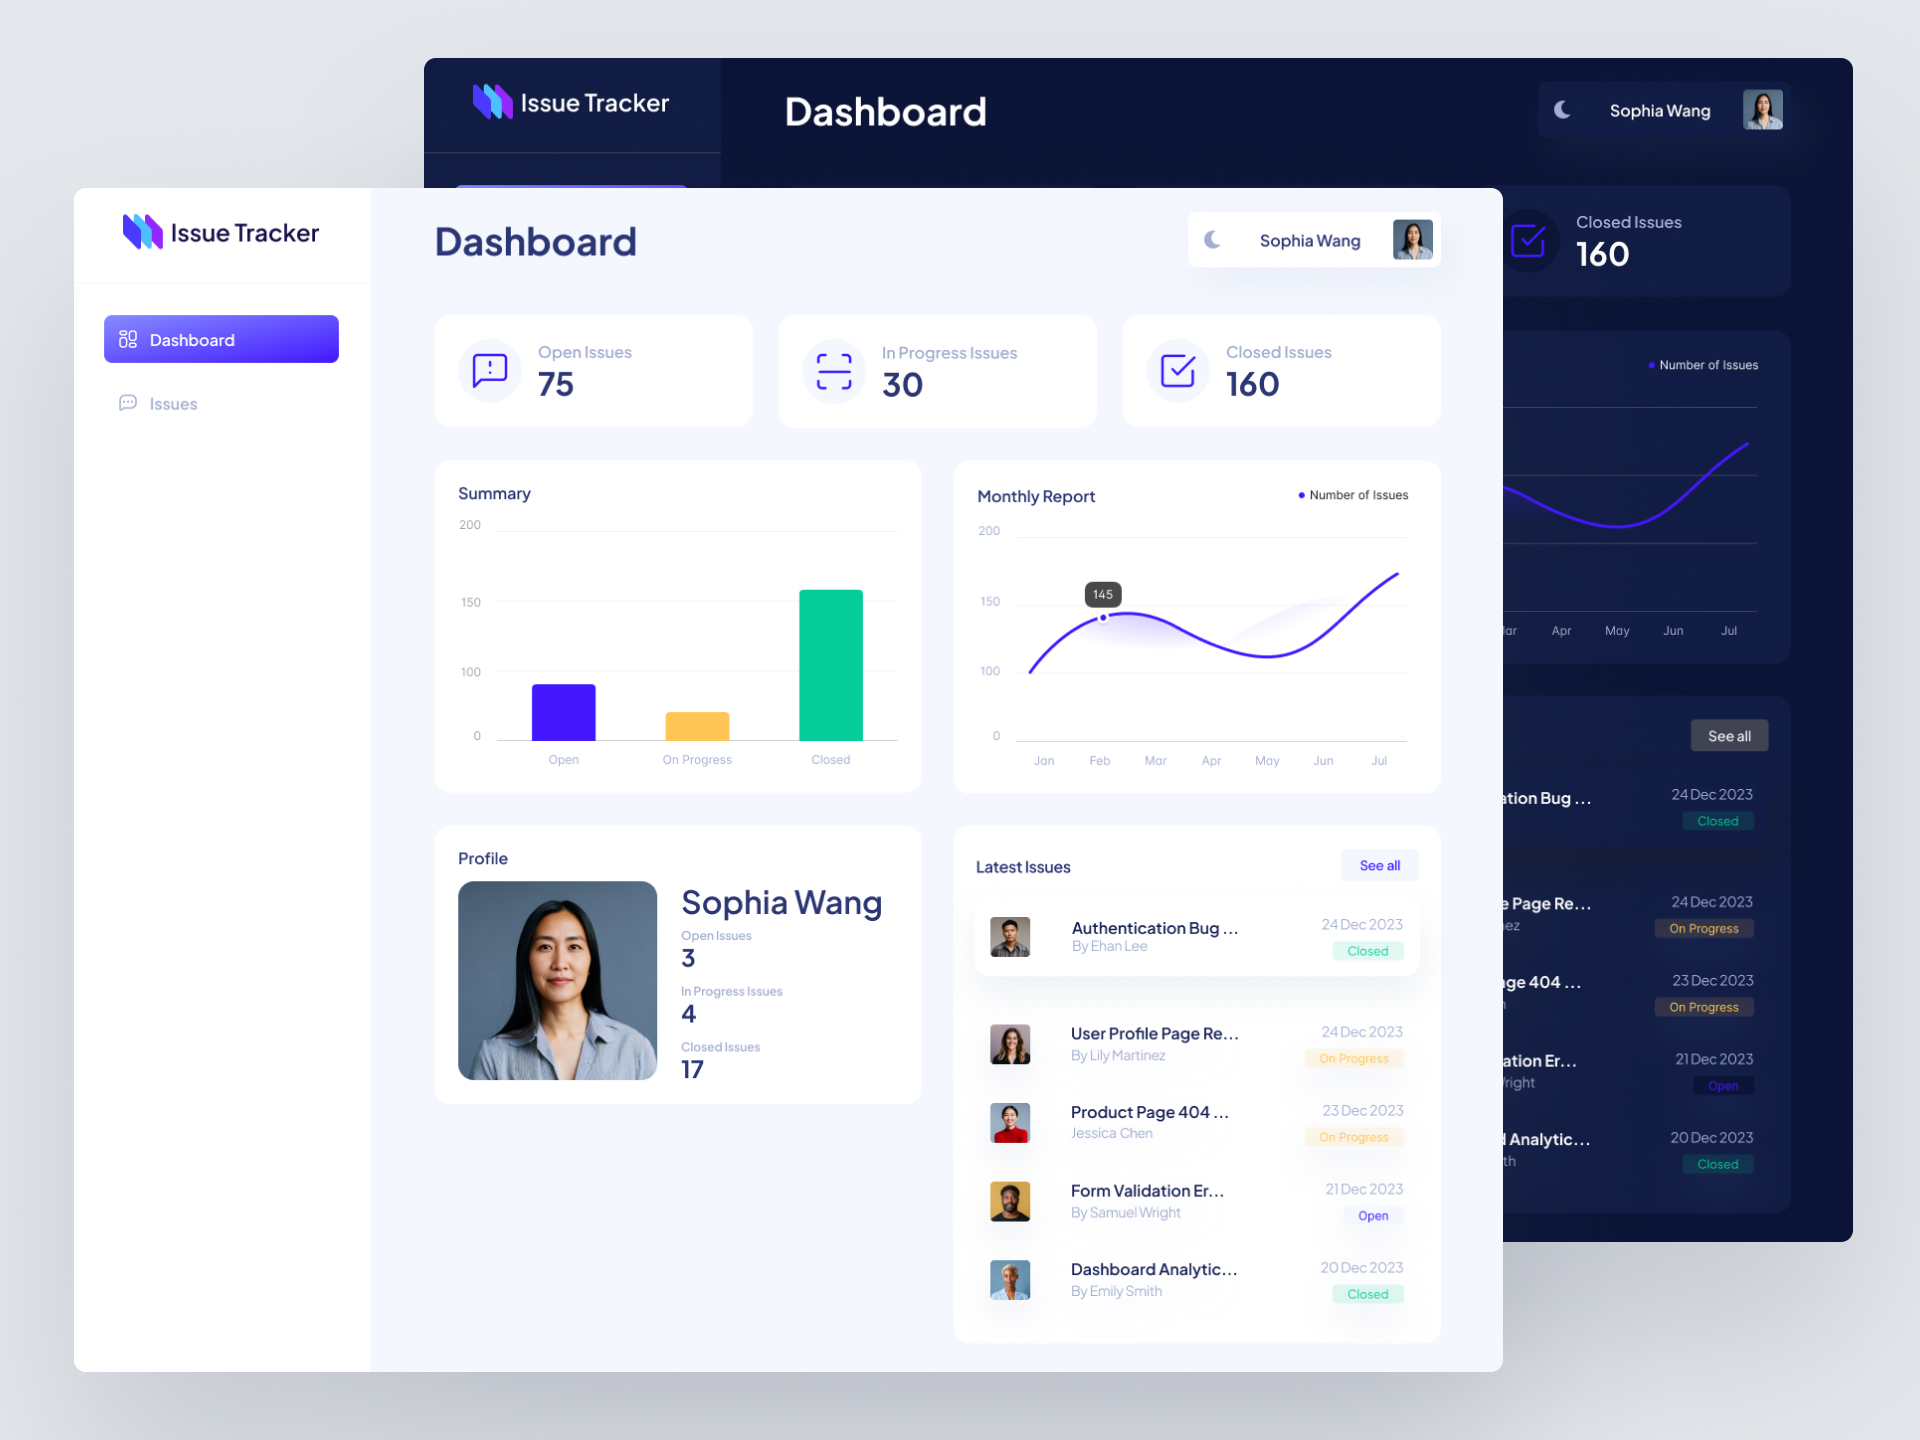 Issue Tracker
Dashboard
Sophia Wang
Closed Issues
160
Number of Issues
Apr
May
Jun
Jul
See all
24 Dec 2023
Bug ...
Closed
24 Dec 2023
Page Re...
On Progress
23 Dec 2023
404 ...
On Progress
21 Dec 2023
Er...
Open
20 Dec 2023
Analytic...
Closed
Issue Tracker
Dashboard
Issues
Dashboard
Sophia Wang
Open Issues
75
In Progress Issues
30
Closed Issues
160
Summary
200
150
100
0
Open
On Progress
Closed
Monthly Report
Number of Issues
200
150
100
0
145
Jan
Feb
Mar
Apr
May
Jun
Jul
Profile
Sophia Wang
Open Issues
3
In Progress Issues
4
Closed Issues
17
Latest Issues
See all
Authentication Bug ...
By Ehan Lee
24 Dec 2023
Closed
User Profile Page Re...
By Lily Martinez
24 Dec 2023
On Progress
Product Page 404 ...
Jessica Chen
23 Dec 2023
On Progress
Form Validation Er...
By Samuel Wright
21 Dec 2023
Open
Dashboard Analytic...
By Emily Smith
20 Dec 2023
Closed